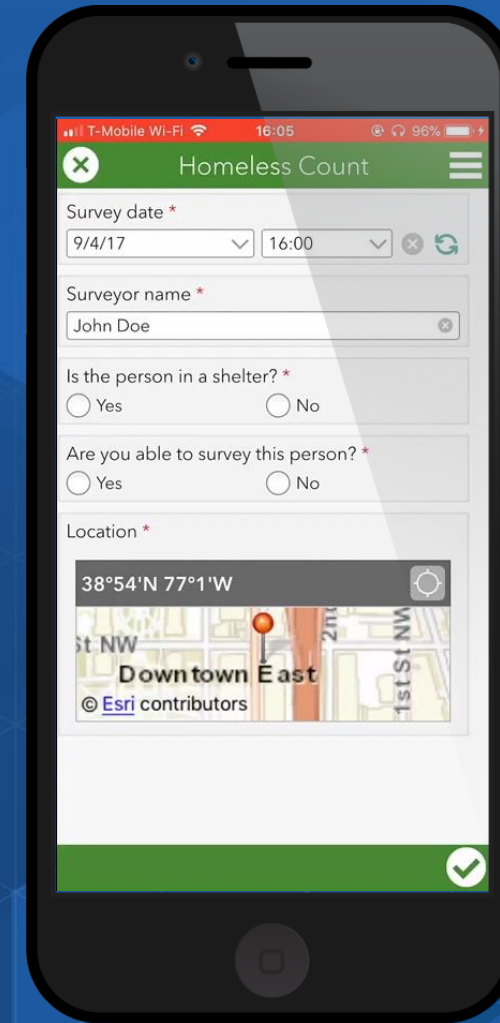 T-Mobile Wi-Fi 16:05 96%
Homeless Count
Survey date *
9/4/17 16:00
Surveyor name *
John Doe
Is the person in a shelter? *
Yes No
Are you able to survey this person? *
Yes No
Location *
38°54'N 77°1'W
St NW
2nd
1st St NW
Downtown East
© Esri contributors